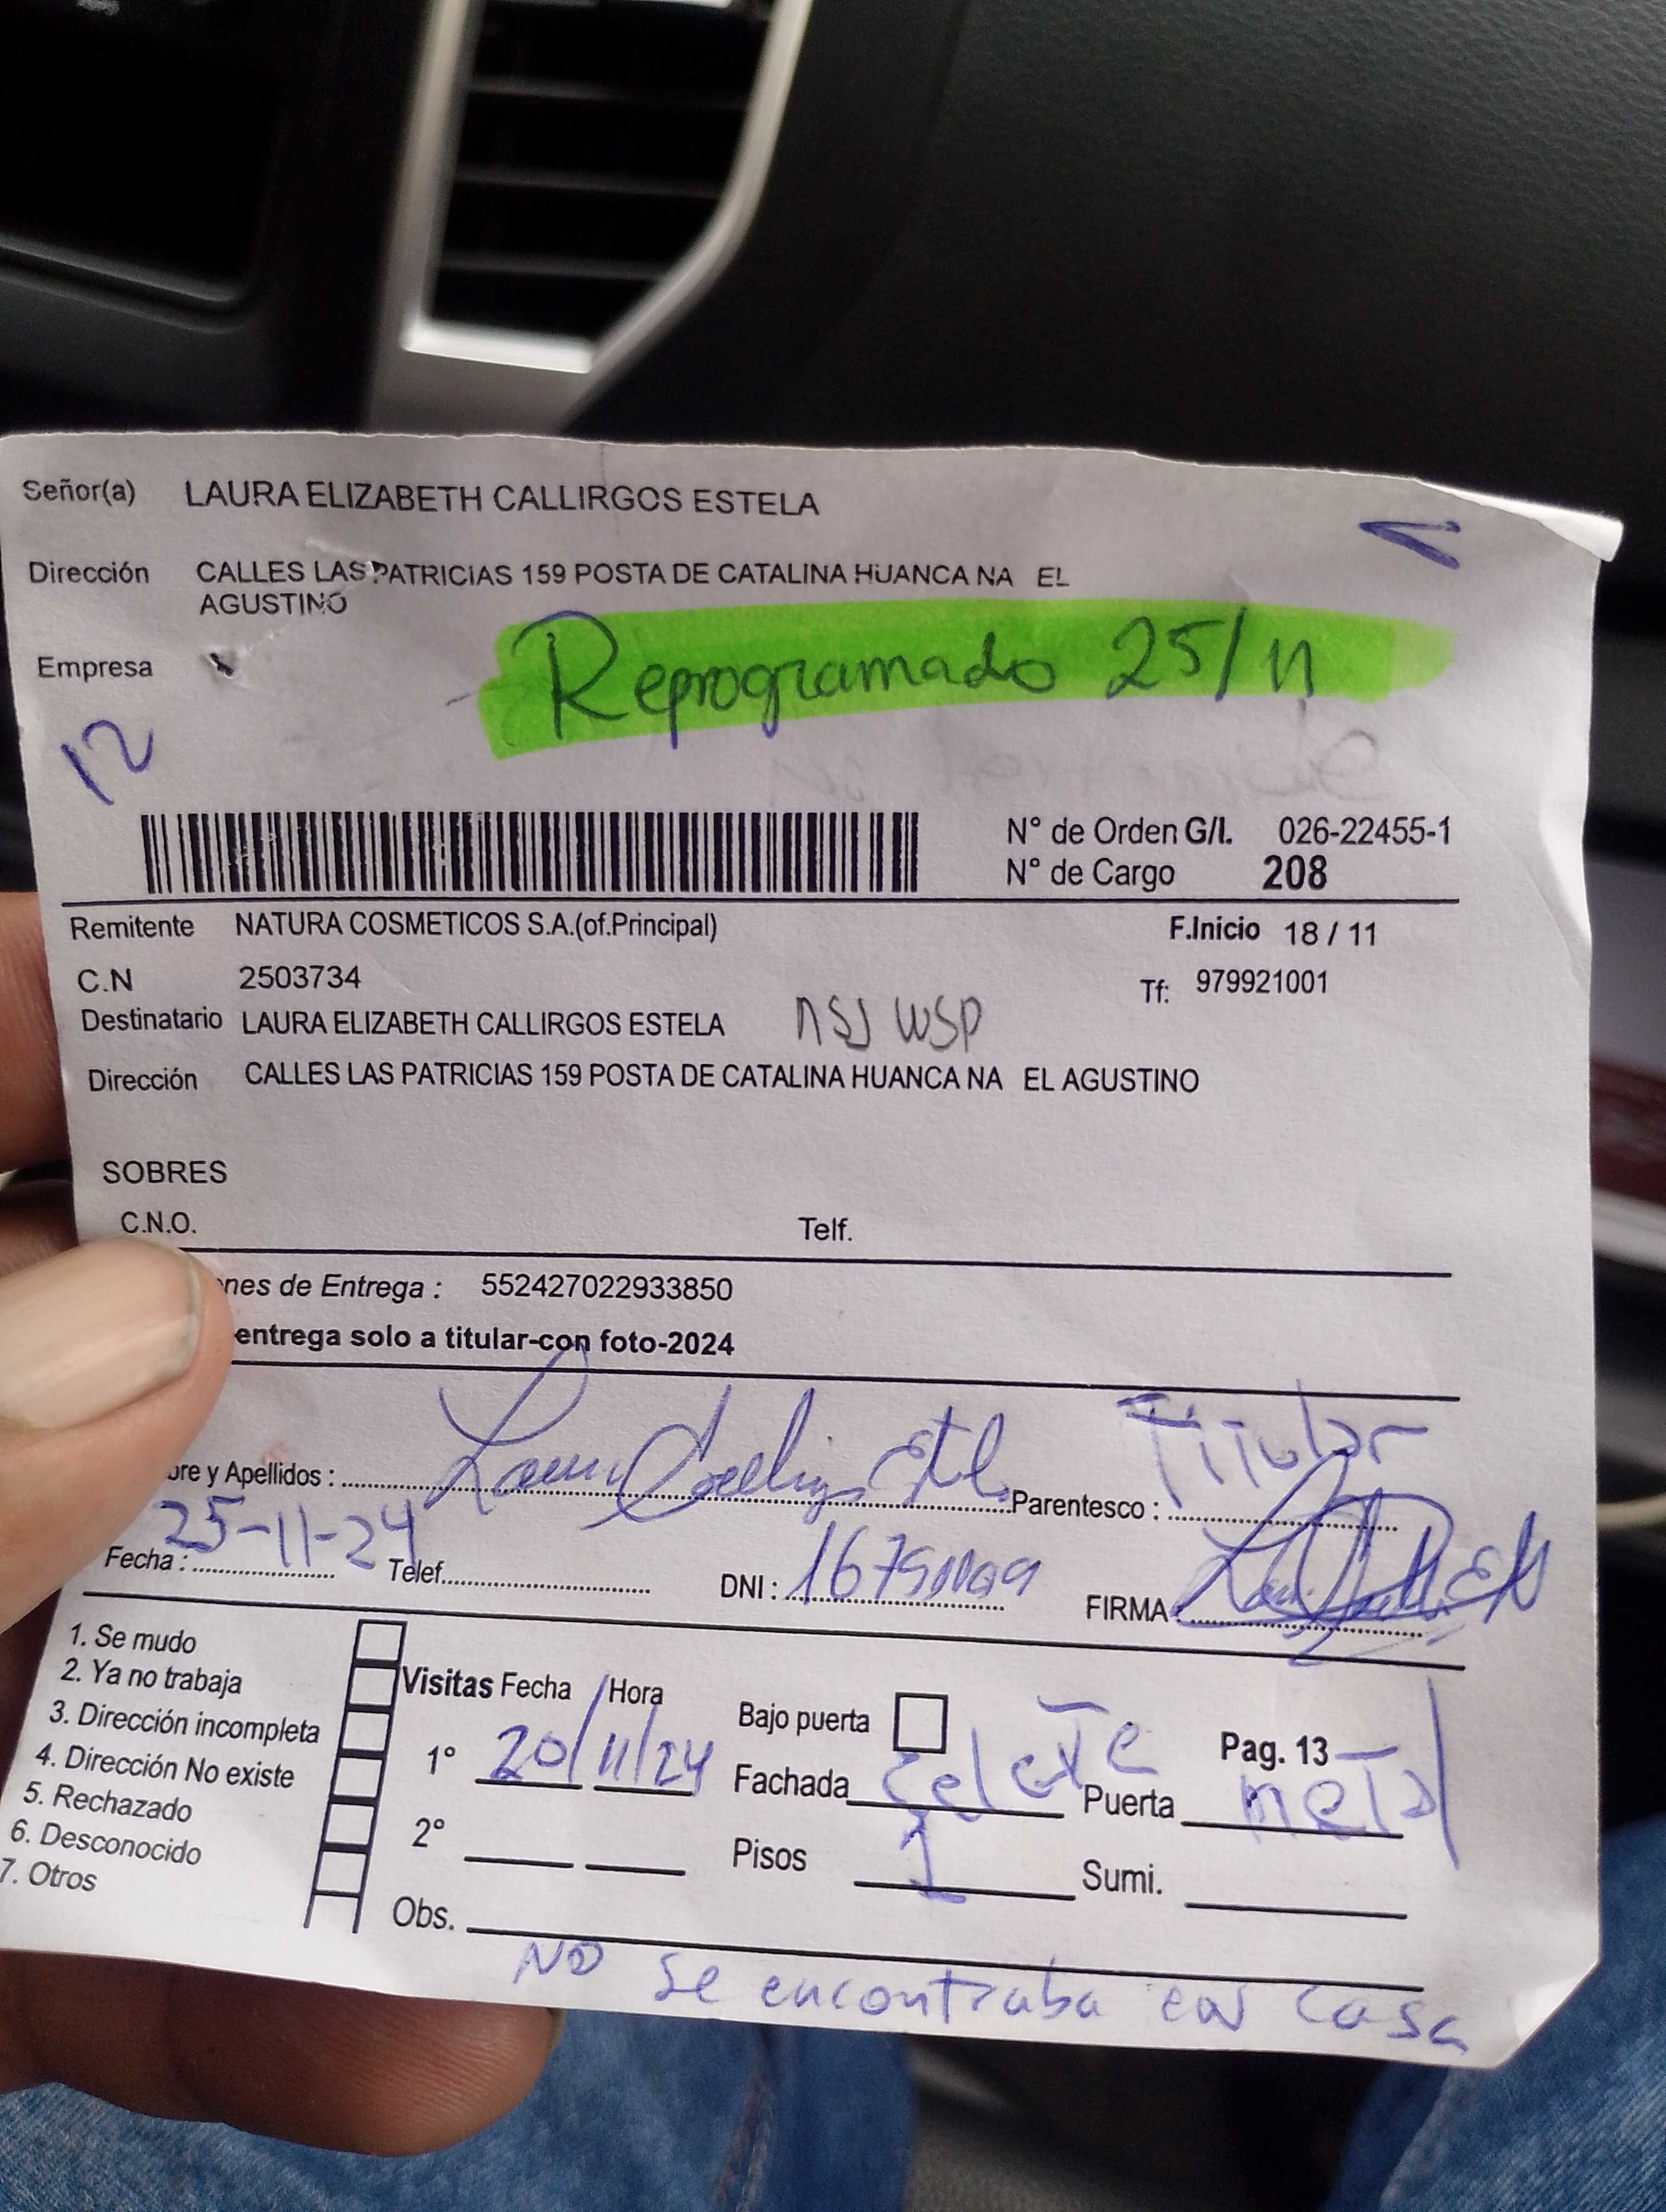 Señor(a) LAURA ELIZABETH CALLIRGOS ESTELA
Dirección CALLES LAS PATRICIAS 159 POSTA DE CATALINA HUANCA NA EL
AGUSTINO
Empresa
Reprogramado 25/11
12
N° de Orden G/I. 026-22455-1
N° de Cargo 208
Remitente NATURA COSMETICOS S.A.(of.Principal) F.Inicio 18 / 11
C.N 2503734 Tf: 979921001
Destinatario LAURA ELIZABETH CALLIRGOS ESTELA msj wsp
Dirección CALLES LAS PATRICIAS 159 POSTA DE CATALINA HUANCA NA EL AGUSTINO
SOBRES
C.N.O. Telf.
nes de Entrega : 552427022933850
entrega solo a titular-con foto-2024
bre y Apellidos : Parentesco : Titular
Fecha : 25-11-24 Telef. DNI : FIRMA
1. Se mudo
2. Ya no trabaja
3. Dirección incompleta
4. Dirección No existe
5. Rechazado
6. Desconocido
7. Otros
Visitas Fecha /Hora
1° 20/11/24
2°
Obs.
Bajo puerta Pag. 13
Fachada celeste Puerta metal
Pisos 1 Sumi.
NO se encontraba en casa